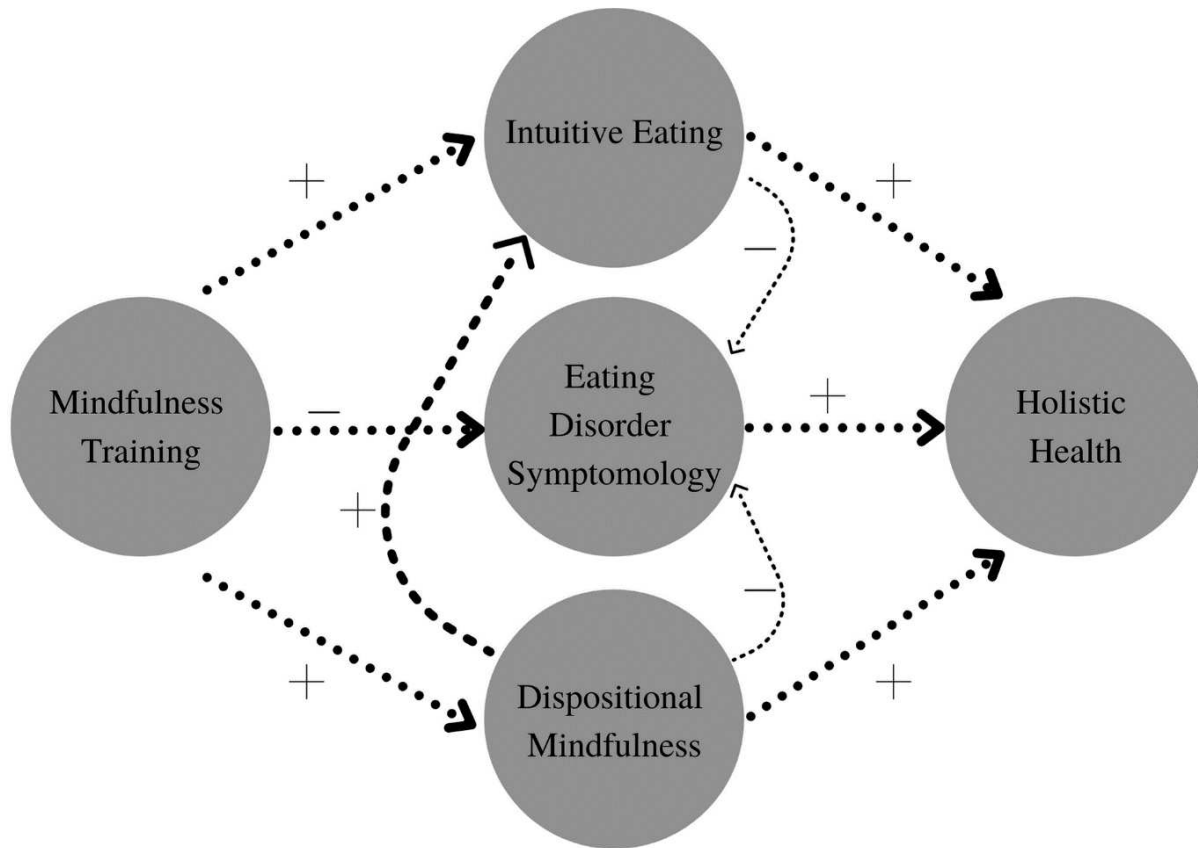 Intuitive Eating
+
+
−
Mindfulness
Training
−
Eating
Disorder
Symptomology
+
Holistic
Health
+
−
+
Dispositional
Mindfulness
+